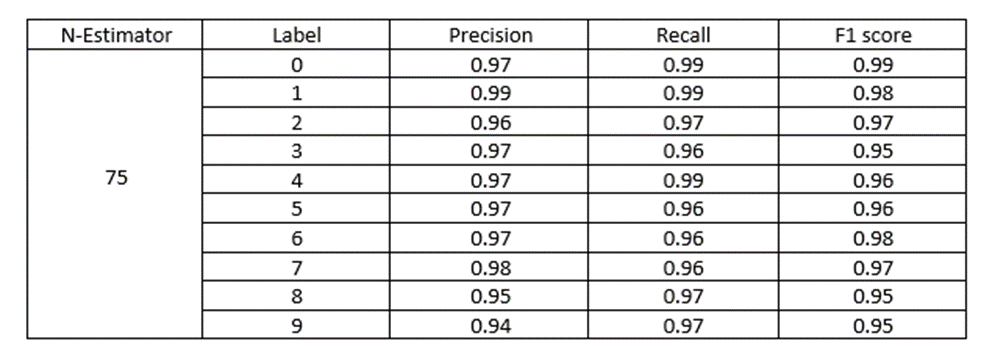 N-Estimator Label Precision Recall F1 score
0 0.97 0.99 0.99
1 0.99 0.99 0.98
2 0.96 0.97 0.97
3 0.97 0.96 0.95
75 4 0.97 0.99 0.96
5 0.97 0.96 0.96
6 0.97 0.96 0.98
7 0.98 0.96 0.97
8 0.95 0.97 0.95
9 0.94 0.97 0.95